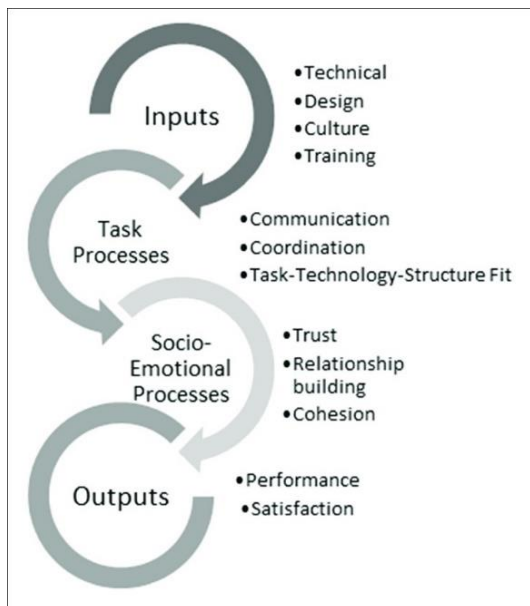 Inputs
•Technical
•Design
•Culture
•Training
Task
Processes
•Communication
•Coordination
•Task-Technology-Structure Fit
Socio-
Emotional
Processes
•Trust
•Relationship
building
•Cohesion
Outputs
•Performance
•Satisfaction